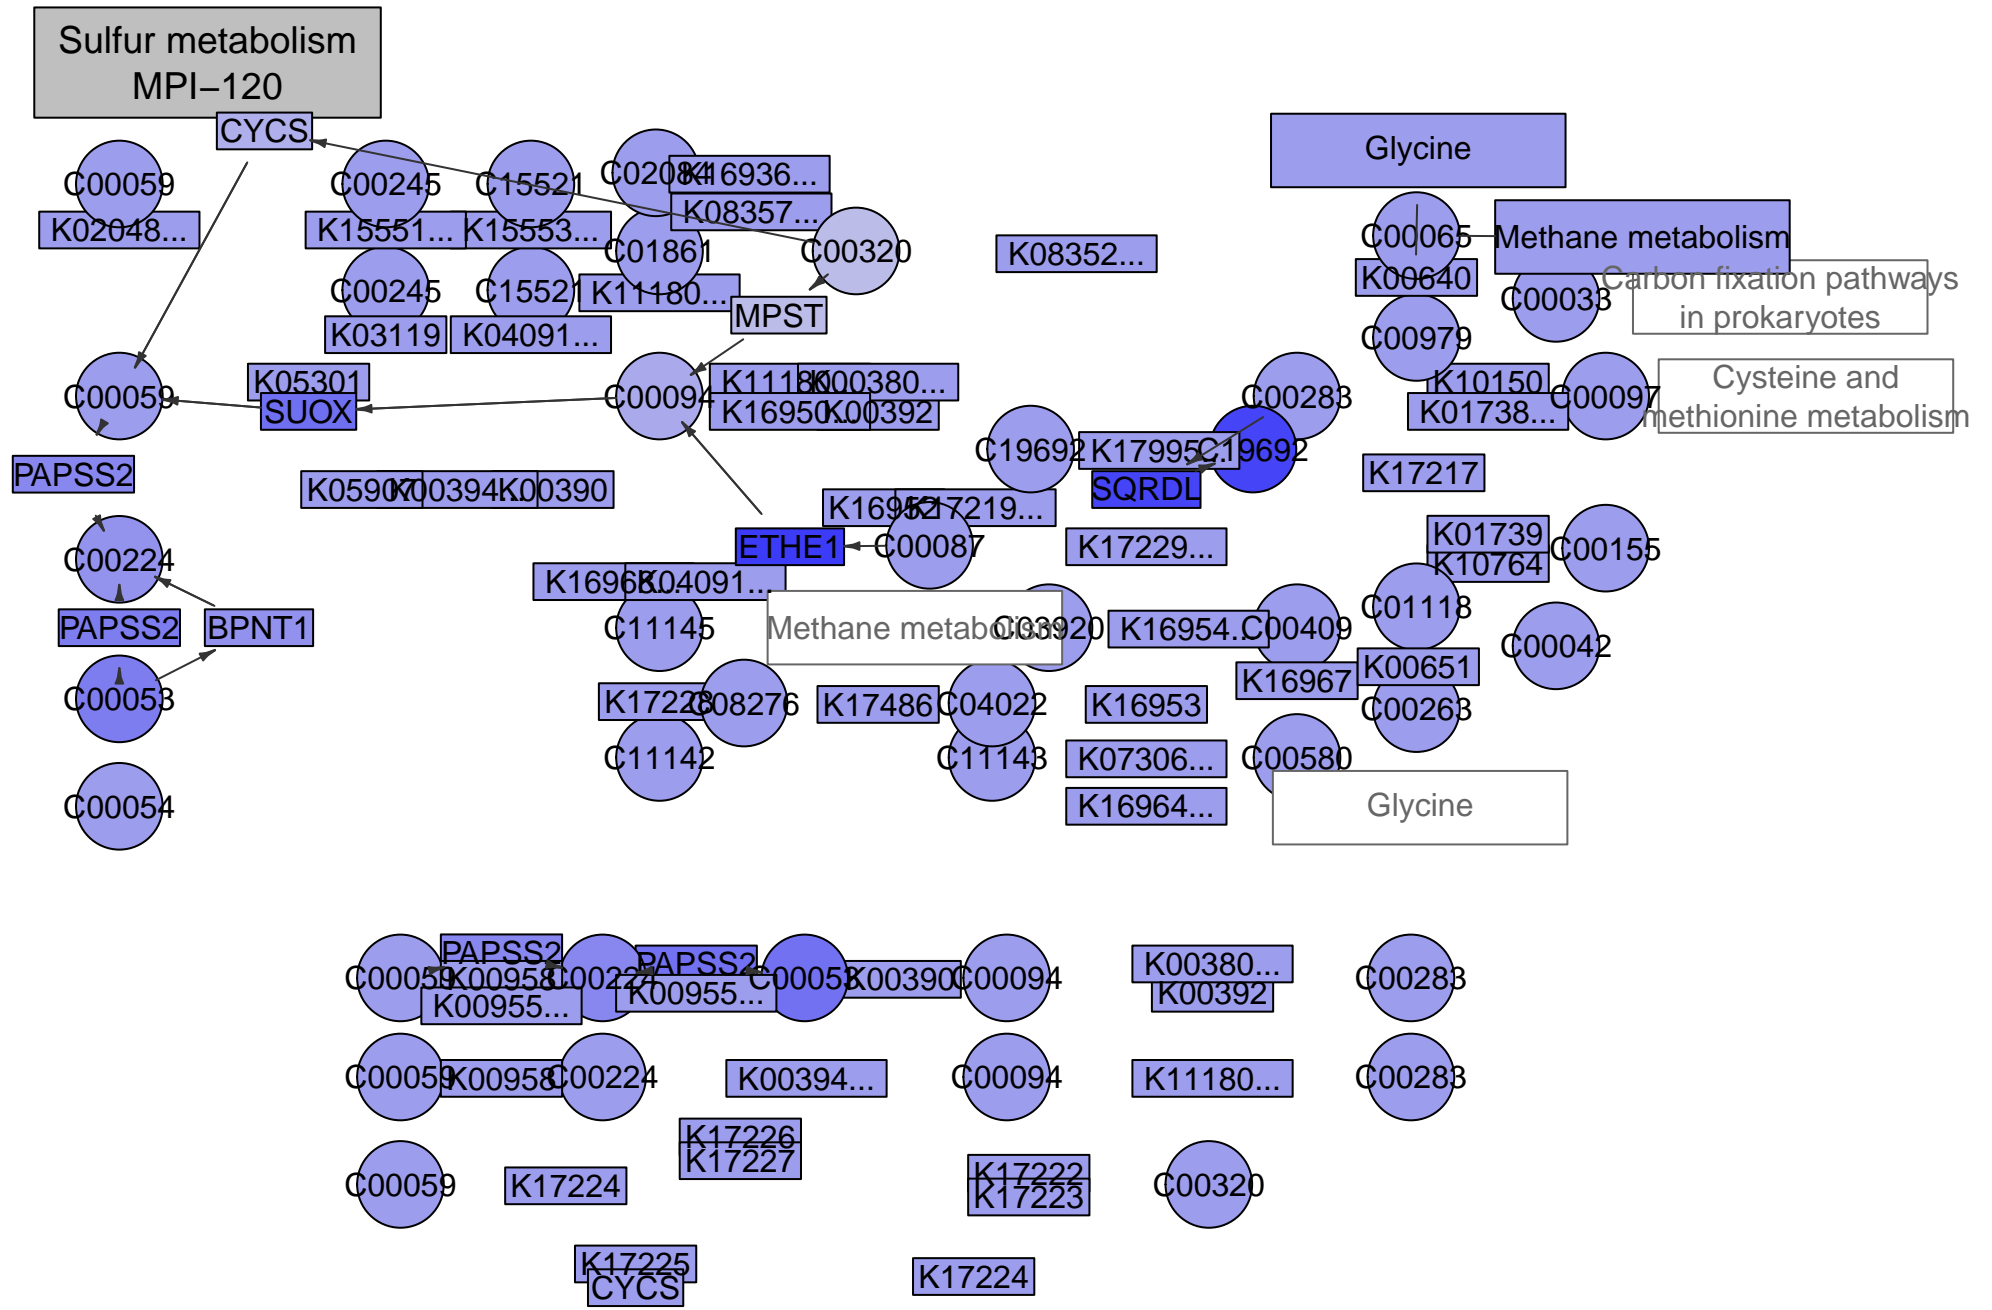 Sulfur metabolism
MPI−120
CYCS
C00059
K02048...
C00245
K15551...
C15521
K15553...
C02084
K16936...
K08357...
C01861
K11180...
C00320
MPST
C00245
K03119
C15521
K04091...
K08352...
Glycine
C00065
Methane metabolism
K00640
C00033
Carbon fixation pathways
in prokaryotes
C00979
C00059
K05301
SUOX
C00094
K11180...
K00380...
K16950...
K00392
C00283
K10150
K01738...
C00097
Cysteine and
methionine metabolism
C19692
K17995...
C19692
SQRDL
K17217
PAPSS2
K05907
K00394...
K00390
K16952
K17219...
C00224
ETHE1
C00087
K17229...
K01739
K10764
C00155
K16968...
K04091...
PAPSS2
BPNT1
C11145
Methane metabolism
C03920
K16954...
C00409
C01118
C00042
K00651
K16967
C00053
K17228
C08276
K17486
C04022
K16953
C00263
C11142
C11143
K07306...
C00580
C00054
K16964...
Glycine
C00059
PAPSS2
K00958
K00955...
C00224
PAPSS2
K00955...
C00053
K00390
C00094
K00380...
K00392
C00283
C00059
K00958
C00224
K00394...
C00094
K11180...
C00283
K17226
K17227
C00059
K17224
K17222
K17223
C00320
K17225
CYCS
K17224